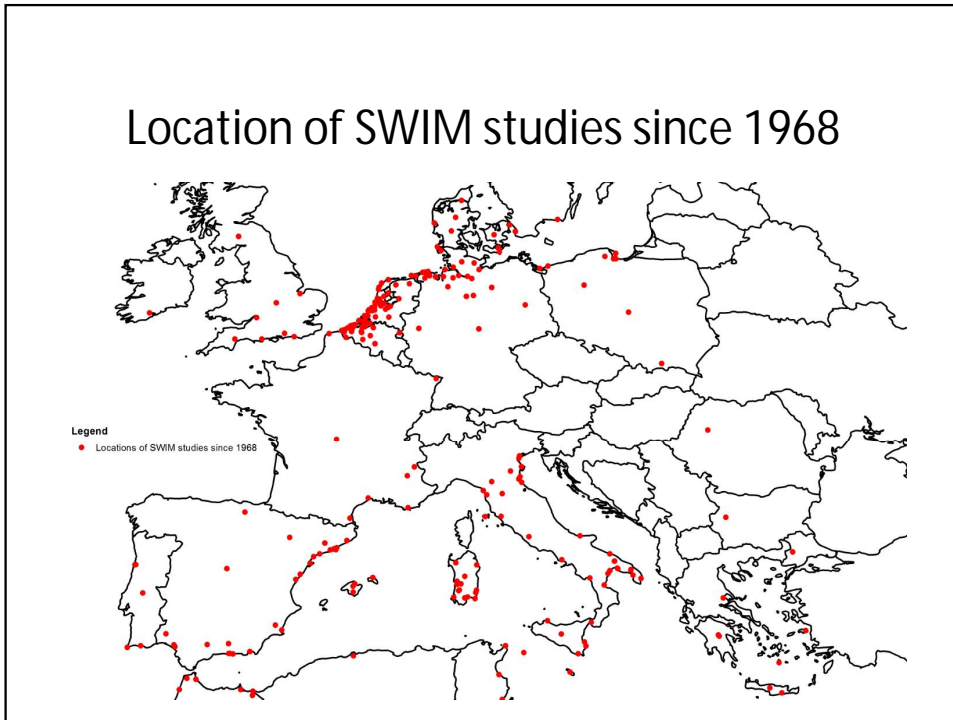 Location of SWIM studies since 1968
Legend
Locations of SWIM studies since 1968